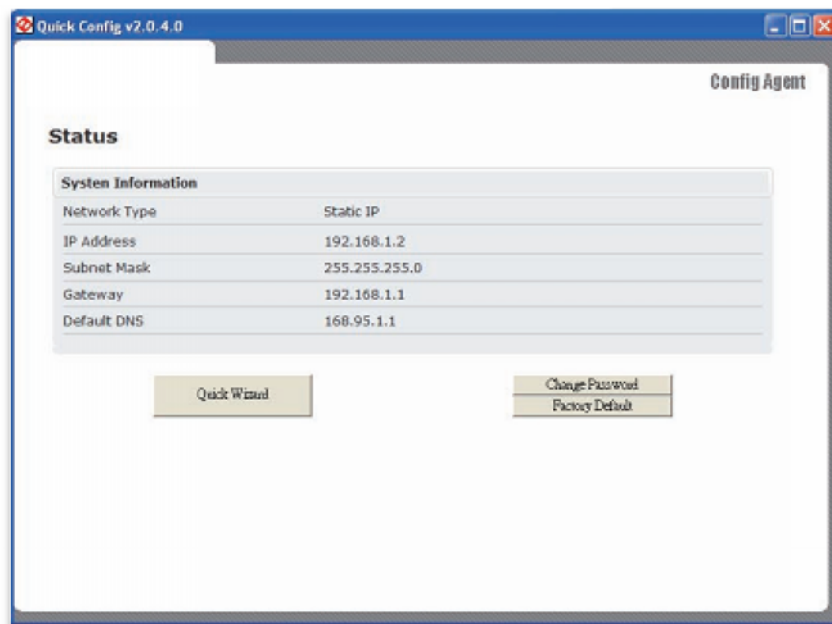 Quick Config v2.0.4.0
Config Agent
Status
Systen Information
Network Type Static IP
IP Address 192.168.1.2
Subnet Mask 255.255.255.0
Gateway 192.168.1.1
Default DNS 168.95.1.1
Quick Wizard
Change Password
Factory Default